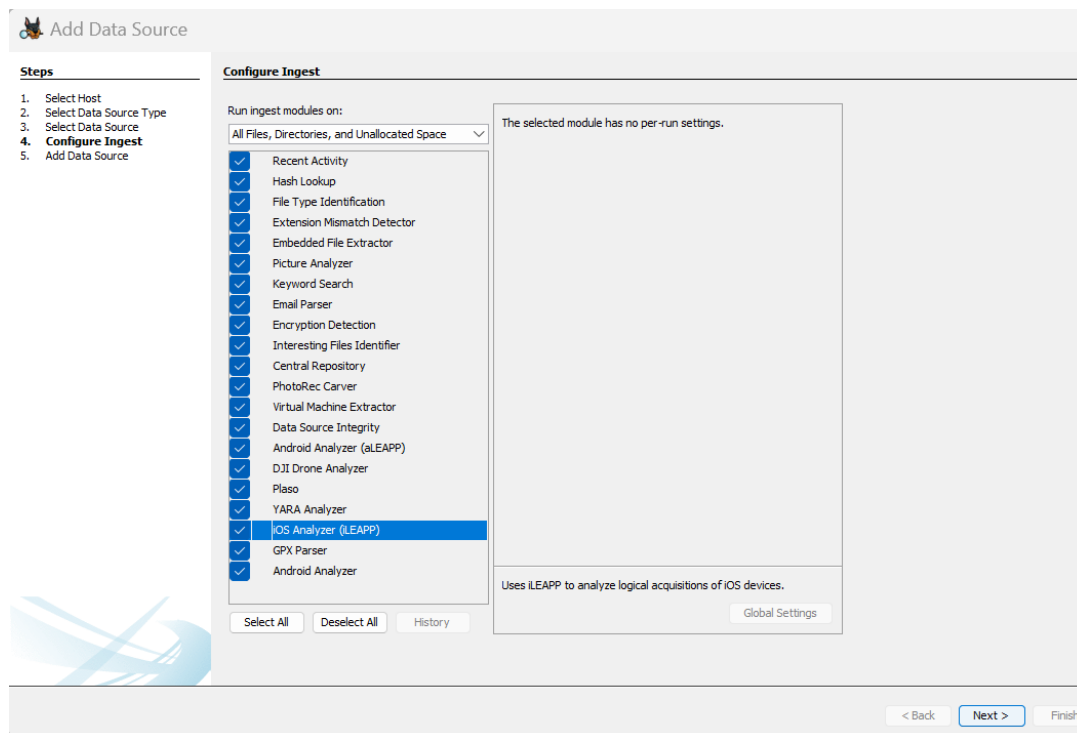 Add Data Source
Steps
1. Select Host
2. Select Data Source Type
3. Select Data Source
4. Configure Ingest
5. Add Data Source
Configure Ingest
Run ingest modules on:
All Files, Directories, and Unallocated Space
Recent Activity
Hash Lookup
File Type Identification
Extension Mismatch Detector
Embedded File Extractor
Picture Analyzer
Keyword Search
Email Parser
Encryption Detection
Interesting Files Identifier
Central Repository
PhotoRec Carver
Virtual Machine Extractor
Data Source Integrity
Android Analyzer (aLEAPP)
DJI Drone Analyzer
Plaso
YARA Analyzer
iOS Analyzer (iLEAPP)
GPX Parser
Android Analyzer
Select All Deselect All History
The selected module has no per-run settings.
Uses iLEAPP to analyze logical acquisitions of iOS devices.
Global Settings
< Back Next > Finish